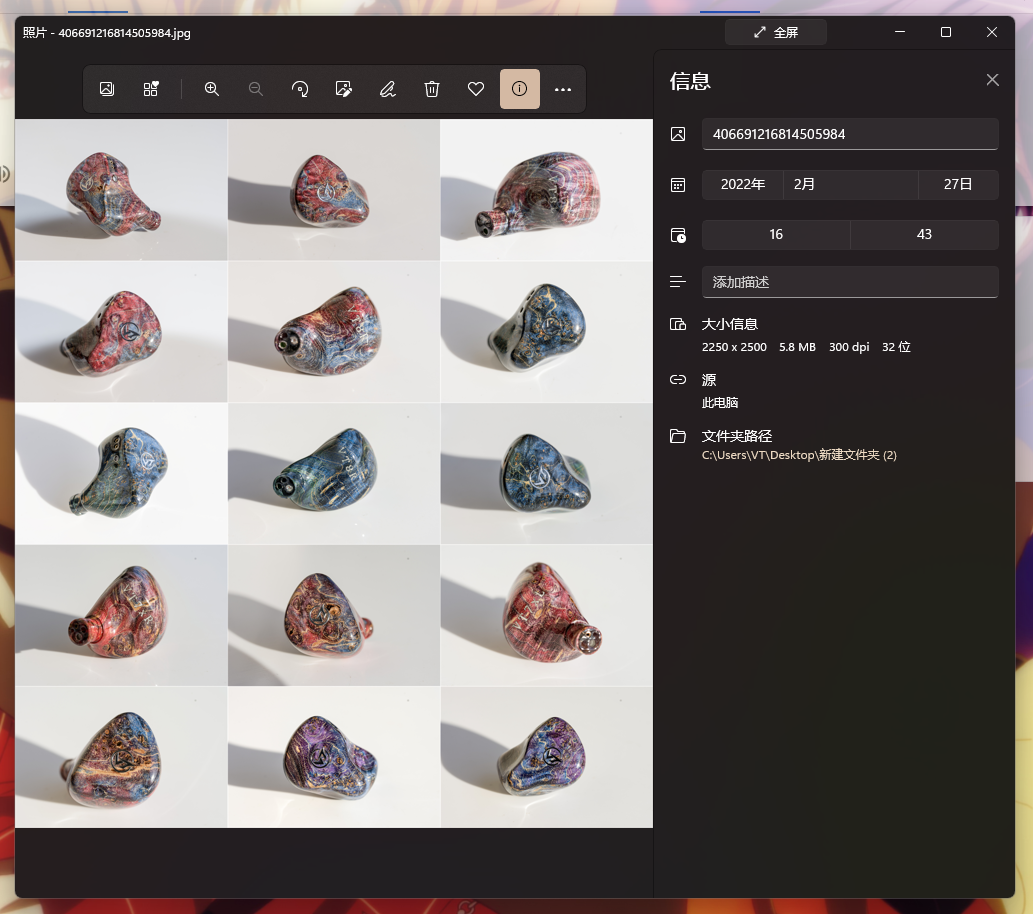 照片 - 406691216814505984.jpg
全屏
信息
406691216814505984
2022年 2月 27日
16 43
添加描述
大小信息
2250 x 2500 5.8 MB 300 dpi 32 位
源
此电脑
文件夹路径
C:\Users\VT\Desktop\新建文件夹 (2)